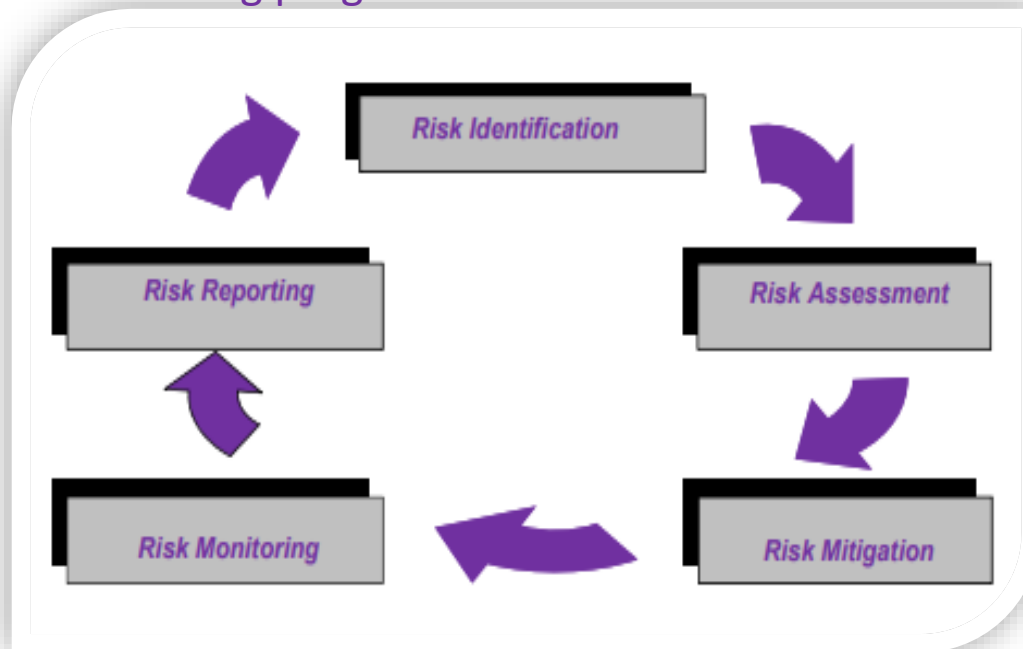 Risk Identification
Risk Reporting
Risk Assessment
Risk Monitoring
Risk Mitigation